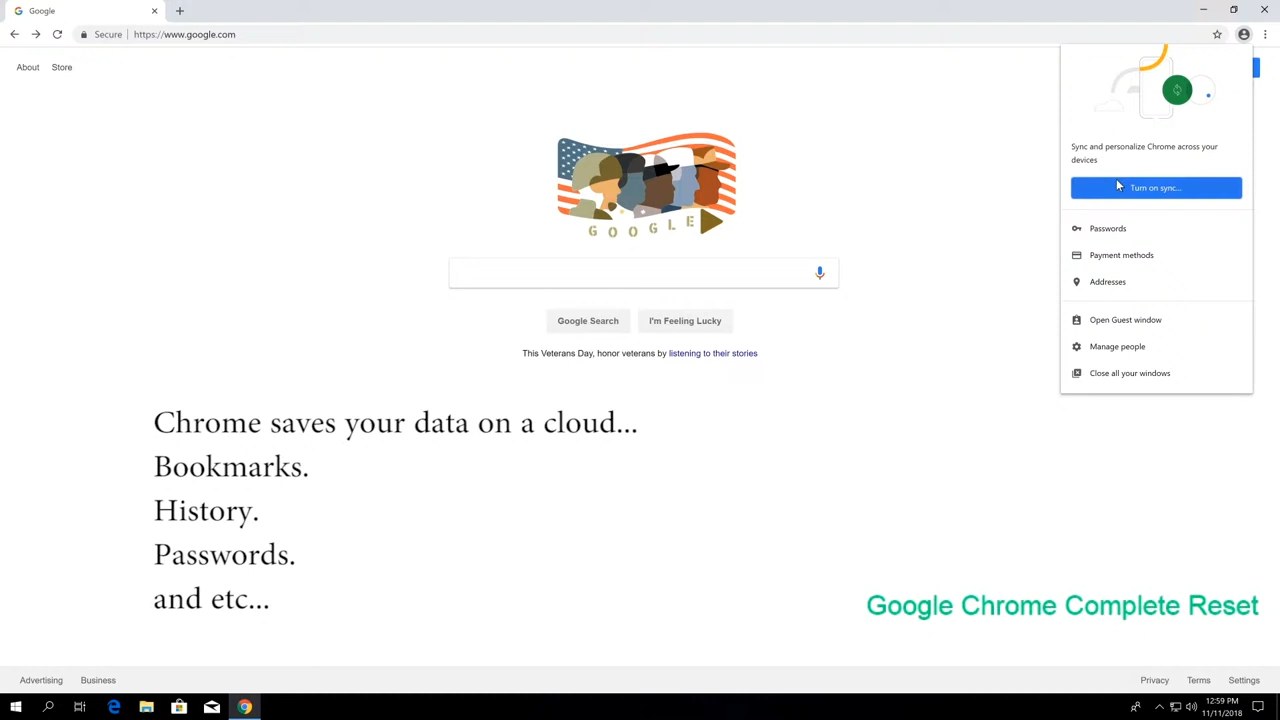 Google
Secure
https://www.google.com
About
Store
Sync and personalize Chrome across your
devices
Turn on sync...
Passwords
Payment methods
Addresses
Open Guest window
Manage people
Close all your windows
GOOGLE
Google Search
I'm Feeling Lucky
This Veterans Day, honor veterans by listening to their stories
Chrome saves your data on a cloud...
Bookmarks.
History.
Passwords.
and etc...
Google Chrome Complete Reset
Advertising
Business
Privacy
Terms
Settings
12:59 PM
11/11/2018